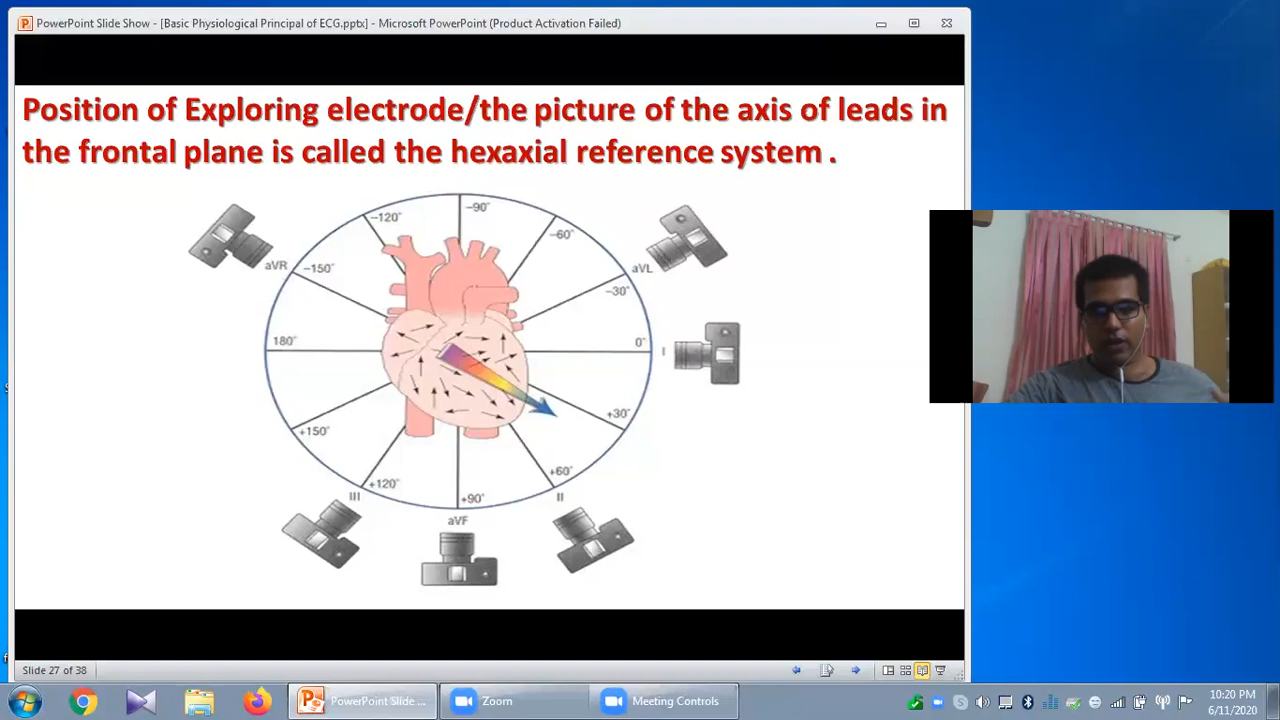 PowerPoint Slide Show - [Basic Physiological Principal of ECG.pptx] - Microsoft PowerPoint (Product Activation Failed)
Position of Exploring electrode/the picture of the axis of leads in
the frontal plane is called the hexaxial reference system .
-120° -90° -60°
aVR -150° aVL -30°
180° 0° I
+150° +30°
+120° +90° +60°
III II
aVF
Slide 27 of 38
PowerPoint Slide ... Zoom Meeting Controls
10:20 PM
6/11/2020